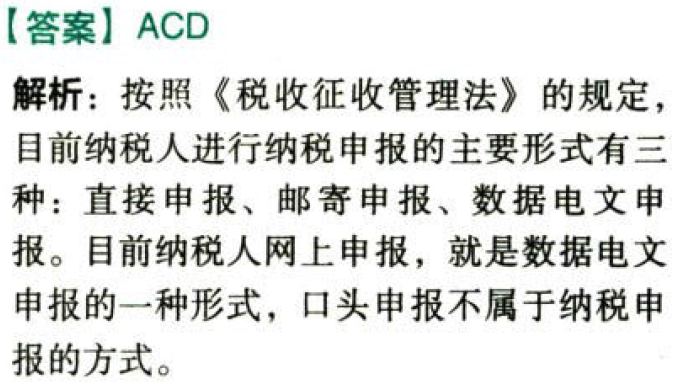 【答案】ACD
解析：按照《税收征收管理法》的规定，
目前纳税人进行纳税申报的主要形式有三
种：直接申报、邮寄申报、数据电文申
报。目前纳税人网上申报，就是数据电文
申报的一种形式，口头申报不属于纳税申
报的方式。